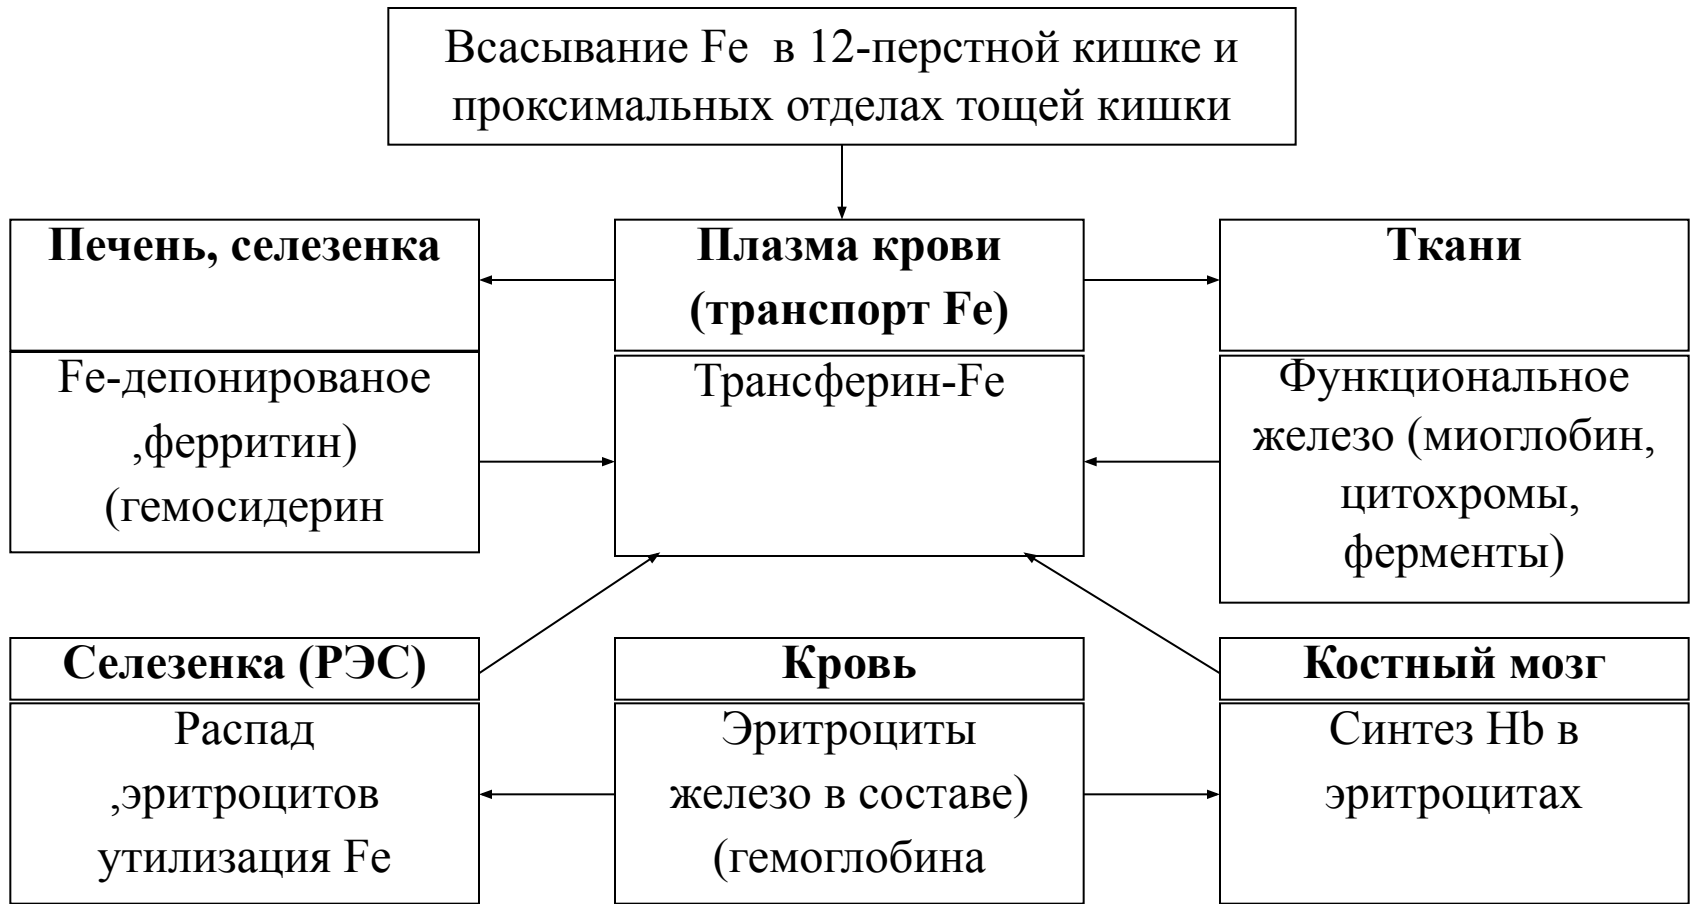 Всасывание Fe в 12-перстной кишке и
проксимальных отделах тощей кишки
Печень, селезенка
Fe-депонированое
,ферритин)
(гемосидерин
Плазма крови
(транспорт Fe)
Трансферин-Fe
Ткани
Функциональное
железо (миоглобин,
цитохромы,
ферменты)
Селезенка (РЭС)
Распад
,эритроцитов
утилизация Fe
Кровь
Эритроциты
железо в составе)
(гемоглобина
Костный мозг
Синтез Hb в
эритроцитах